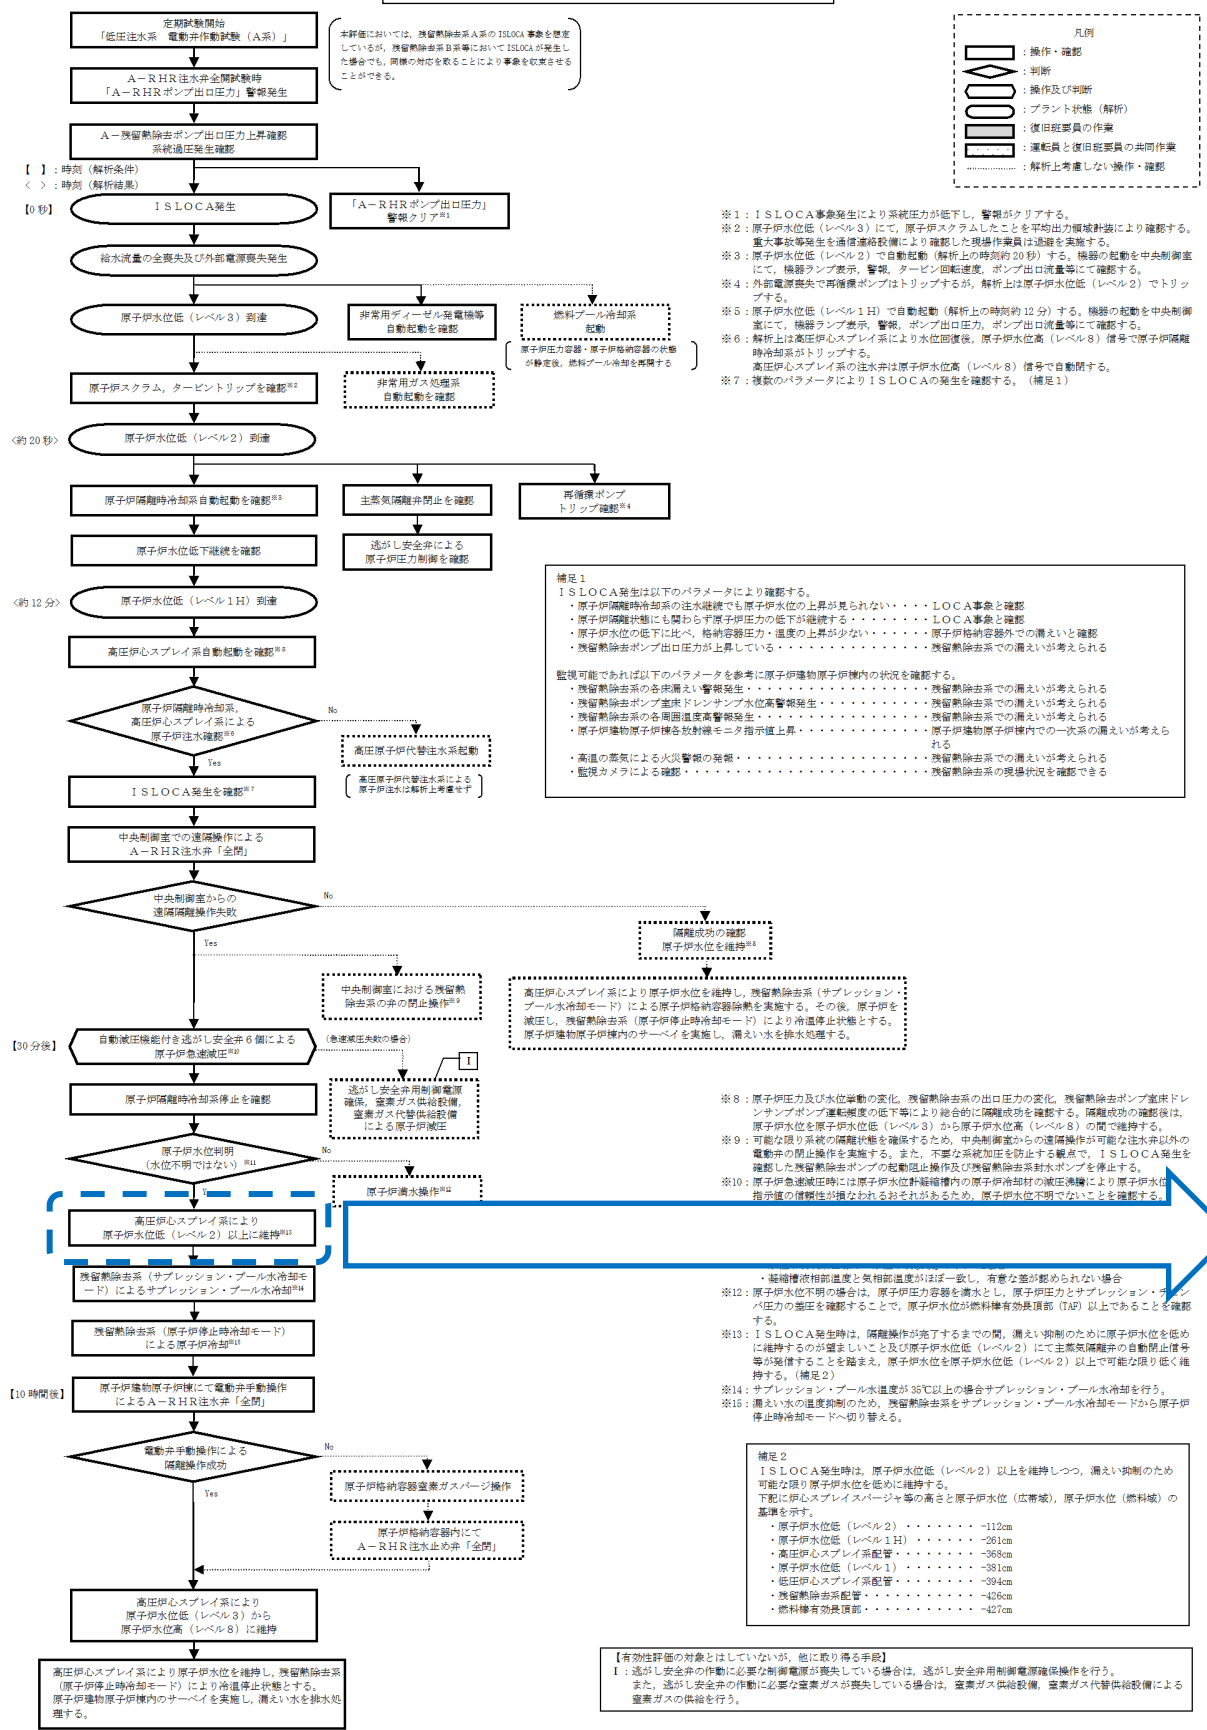 定期試験開始
「低圧注水系　電動弁作動試験（A系）」
本評価においては，残留熱除去系A系のISLOCA事象を想定
しているが，残留熱除去系B系等においてISLOCAが発生し
た場合でも，同様の対応を取ることにより事象を収束させる
ことができる。
凡例
：操作・確認
：判断
：操作及び判断
：プラント状態（解析）
：復旧班要員の作業
：運転員と復旧班要員の共同作業
：解析上考慮しない操作・確認
A－RHR注水弁全開試験時
「A－RHRポンプ出口圧力」警報発生
A－残留熱除去ポンプ出口圧力上昇確認
系統過圧発生確認
【　】：時刻（解析条件）
＜　＞：時刻（解析結果）
【0秒】
ISLOCA発生
「A－RHRポンプ出口圧力」
警報クリア※1
給水流量の全喪失及び外部電源喪失発生
原子炉水位低（レベル3）到達
非常用ディーゼル発電機等
自動起動を確認
燃料プール冷却系
起動
原子炉圧力容器・原子炉格納容器の状態
が静定後，燃料プール冷却を再開する
原子炉スクラム，タービントリップを確認※2
非常用ガス処理系
自動起動を確認
<約20秒>
原子炉水位低（レベル2）到達
原子炉隔離時冷却系自動起動を確認※3
主蒸気隔離弁閉止を確認
再循環ポンプ
トリップ確認※4
原子炉水位低下継続を確認
逃がし安全弁による
原子炉圧力制御を確認
<約12分>
原子炉水位低（レベル1H）到達
高圧炉心スプレイ系自動起動を確認※5
原子炉隔離時冷却系，
高圧炉心スプレイ系による
原子炉注水確認※6
No
Yes
高圧原子炉代替注水系起動
高圧原子炉代替注水系による
原子炉注水は解析上考慮せず
ISLOCA発生を確認※7
中央制御室での遠隔操作による
A－RHR注水弁「全閉」
中央制御室からの
遠隔隔離操作失敗
No
Yes
隔離成功の確認
原子炉水位を維持※8
中央制御室における残留熱
除去系の弁の閉止操作※9
高圧炉心スプレイ系により原子炉水位を維持し，残留熱除去系（サプレッション・
プール水冷却モード）による原子炉格納容器除熱を実施する。その後，原子炉を
減圧し，残留熱除去系（原子炉停止時冷却モード）により冷温停止状態とする。
原子炉建物原子炉棟内のサーベイを実施し，漏えい水を排水処理する。
【30分後】
自動減圧機能付き逃がし安全弁6個による
原子炉急速減圧※10
（急速減圧失敗の場合）
I
逃がし安全弁用制御電源
確保，窒素ガス供給設備，
窒素ガス代替供給設備
による原子炉減圧
原子炉隔離時冷却系停止を確認
原子炉水位判明
（水位不明ではない）※11
No
原子炉満水操作※12
高圧炉心スプレイ系により
原子炉水位低（レベル2）以上に維持※13
残留熱除去系（サプレッション・プール水冷却モ
ード）によるサプレッション・プール水冷却※14
残留熱除去系（原子炉停止時冷却モード）
による原子炉冷却※15
【10時間後】
原子炉建物原子炉棟にて電動弁手動操作
によるA－RHR注水弁「全閉」
電動弁手動操作による
隔離操作成功
No
Yes
原子炉格納容器窒素ガスパージ操作
原子炉格納容器内にて
A－RHR注水止め弁「全閉」
高圧炉心スプレイ系により
原子炉水位低（レベル3）から
原子炉水位高（レベル8）に維持
高圧炉心スプレイ系により原子炉水位を維持し，残留熱除去系
（原子炉停止時冷却モード）により冷温停止状態とする。
原子炉建物原子炉棟内のサーベイを実施し，漏えい水を排水処
理する。
※1：ISLOCA事象発生により系統圧力が低下し，警報がクリアする。
※2：原子炉水位低（レベル3）にて，原子炉スクラムしたことを平均出力領域計装により確認する。
重大事故等発生を通信連絡設備により確認した現場作業員は退避を実施する。
※3：原子炉水位低（レベル2）で自動起動（解析上の時刻約20秒）する。機器の起動を中央制御室
にて，機器ランプ表示，警報，タービン回転速度，ポンプ出口流量等にて確認する。
※4：外部電源喪失で再循環ポンプはトリップするが，解析上は原子炉水位低（レベル2）でトリッ
プする。
※5：原子炉水位低（レベル1H）で自動起動（解析上の時刻約12分）する。機器の起動を中央制御
室にて，機器ランプ表示，警報，ポンプ出口圧力，ポンプ出口流量等にて確認する。
※6：解析上は高圧炉心スプレイ系により水位回復後，原子炉水位高（レベル8）信号で原子炉隔離
時冷却系がトリップする。
高圧炉心スプレイ系の注水弁は原子炉水位高（レベル8）信号で自動閉する。
※7：複数のパラメータによりISLOCAの発生を確認する。（補足1）
補足1
ISLOCA発生は以下のパラメータにより確認する。
・原子炉隔離時冷却系の注水継続でも原子炉水位の上昇が見られない・・・・LOCA事象と確認
・原子炉隔離状態にも関わらず原子炉圧力の低下が継続する・・・・・・・・LOCA事象と確認
・原子炉水位の低下に比べ，格納容器圧力・温度の上昇が少ない・・・・・・原子炉格納容器外での漏えいと確認
・残留熱除去ポンプ出口圧力が上昇している・・・・・・・・・・・・・・・残留熱除去系での漏えいが考えられる
監視可能であれば以下のパラメータを参考に原子炉建物原子炉棟内の状況を確認する。
・残留熱除去系の各床漏えい警報発生・・・・・・・・・・・・・・・・・・残留熱除去系での漏えいが考えられる
・残留熱除去ポンプ室床ドレンサンプ水位高警報発生・・・・・・・・・・・残留熱除去系での漏えいが考えられる
・残留熱除去系の各周囲温度高警報発生・・・・・・・・・・・・・・・・・残留熱除去系での漏えいが考えられる
・原子炉建物原子炉棟各放射線モニタ指示値上昇・・・・・・・・・・・・・原子炉建物原子炉棟内での一次系の漏えいが考えら
れる
・高温の蒸気による火災警報の発報・・・・・・・・・・・・・・・・・・・残留熱除去系での漏えいが考えられる
・監視カメラによる確認・・・・・・・・・・・・・・・・・・・・・・・・残留熱除去系の現場状況を確認できる
※8：原子炉圧力及び水位挙動の変化，残留熱除去系の出口圧力の変化，残留熱除去ポンプ室床ドレ
ンサンプポンプ運転頻度の低下等により総合的に隔離成功を確認する。隔離成功の確認後は，
原子炉水位を原子炉水位低（レベル3）から原子炉水位高（レベル8）の間で維持する。
※9：可能な限り系統の隔離状態を確保するため，中央制御室からの遠隔操作が可能な注水弁以外の
電動弁の閉止操作を実施する。また，不要な系統加圧を防止する観点で，ISLOCA発生を
確認した残留熱除去ポンプの起動阻止操作及び残留熱除去系封水ポンプを停止する。
※10：原子炉急速減圧時には原子炉水位計凝縮槽内の原子炉冷却材の減圧沸騰により原子炉水位
指示値の信頼性が損なわれるおそれがあるため，原子炉水位不明でないことを確認する。
・凝縮槽液相部温度と気相部温度がほぼ一致し，有意な差が認められない場合
※12：原子炉水位不明の場合は，原子炉圧力容器を満水とし，原子炉圧力とサプレッション・チェン
バ圧力の差圧を確認することで，原子炉水位が燃料棒有効長頂部（TAF）以上であることを確認
する。
※13：ISLOCA発生時は，隔離操作が完了するまでの間，漏えい抑制のために原子炉水位を低め
に維持するのが望ましいこと及び原子炉水位低（レベル2）にて主蒸気隔離弁の自動閉止信号
等が発信することを踏まえ，原子炉水位を原子炉水位低（レベル2）以上で可能な限り低く維
持する。（補足2）
※14：サプレッション・プール水温度が35℃以上の場合サプレッション・プール水冷却を行う。
※15：漏えい水の温度抑制のため，残留熱除去系をサプレッション・プール水冷却モードから原子炉
停止時冷却モードへ切り替える。
補足2
ISLOCA発生時は，原子炉水位低（レベル2）以上を維持しつつ，漏えい抑制のため
可能な限り原子炉水位を低めに維持する。
下記に炉心スプレイスパージャ等の高さと原子炉水位（広帯域），原子炉水位（燃料域）の
基準を示す。
・原子炉水位低（レベル2）・・・・・・・ -112cm
・原子炉水位低（レベル1H）・・・・・・ -261cm
・高圧炉心スプレイ系配管・・・・・・・・ -368cm
・原子炉水位低（レベル1）・・・・・・・ -381cm
・低圧炉心スプレイ系配管・・・・・・・・ -394cm
・残留熱除去系配管・・・・・・・・・・・ -426cm
・燃料棒有効長頂部・・・・・・・・・・・ -427cm
【有効性評価の対象とはしていないが，他に取り得る手段】
I：逃がし安全弁の作動に必要な制御電源が喪失している場合は，逃がし安全弁用制御電源確保操作を行う。
また，逃がし安全弁の作動に必要な窒素ガスが喪失している場合は，窒素ガス供給設備，窒素ガス代替供給設備による
窒素ガスの供給を行う。